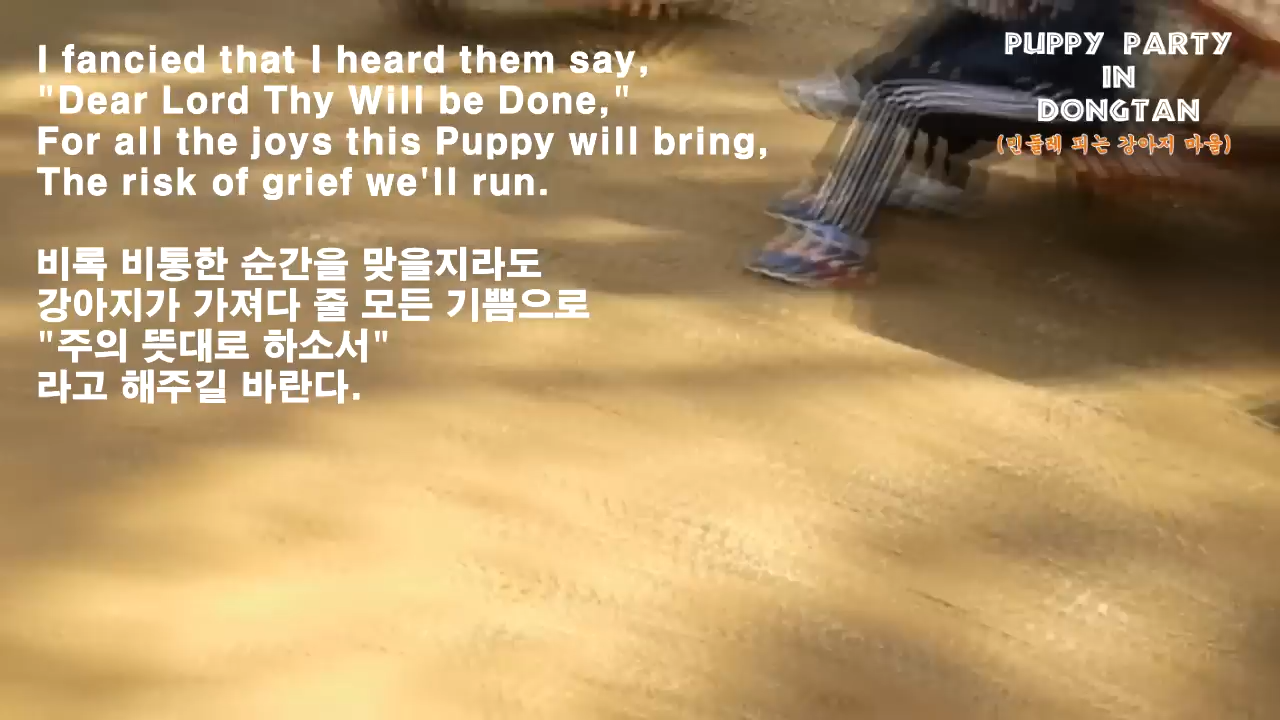 I fancied that I heard them say,
"Dear Lord Thy Will be Done,"
For all the joys this Puppy will bring,
The risk of grief we'll run.
비록 비통한 순간을 맞을지라도
강아지가 가져다 줄 모든 기쁨으로
"주의 뜻대로 하소서"
라고 해주길 바란다.
PUPPY PARTY
IN
DONGTAN
(민들레 피는 강아지 마을)